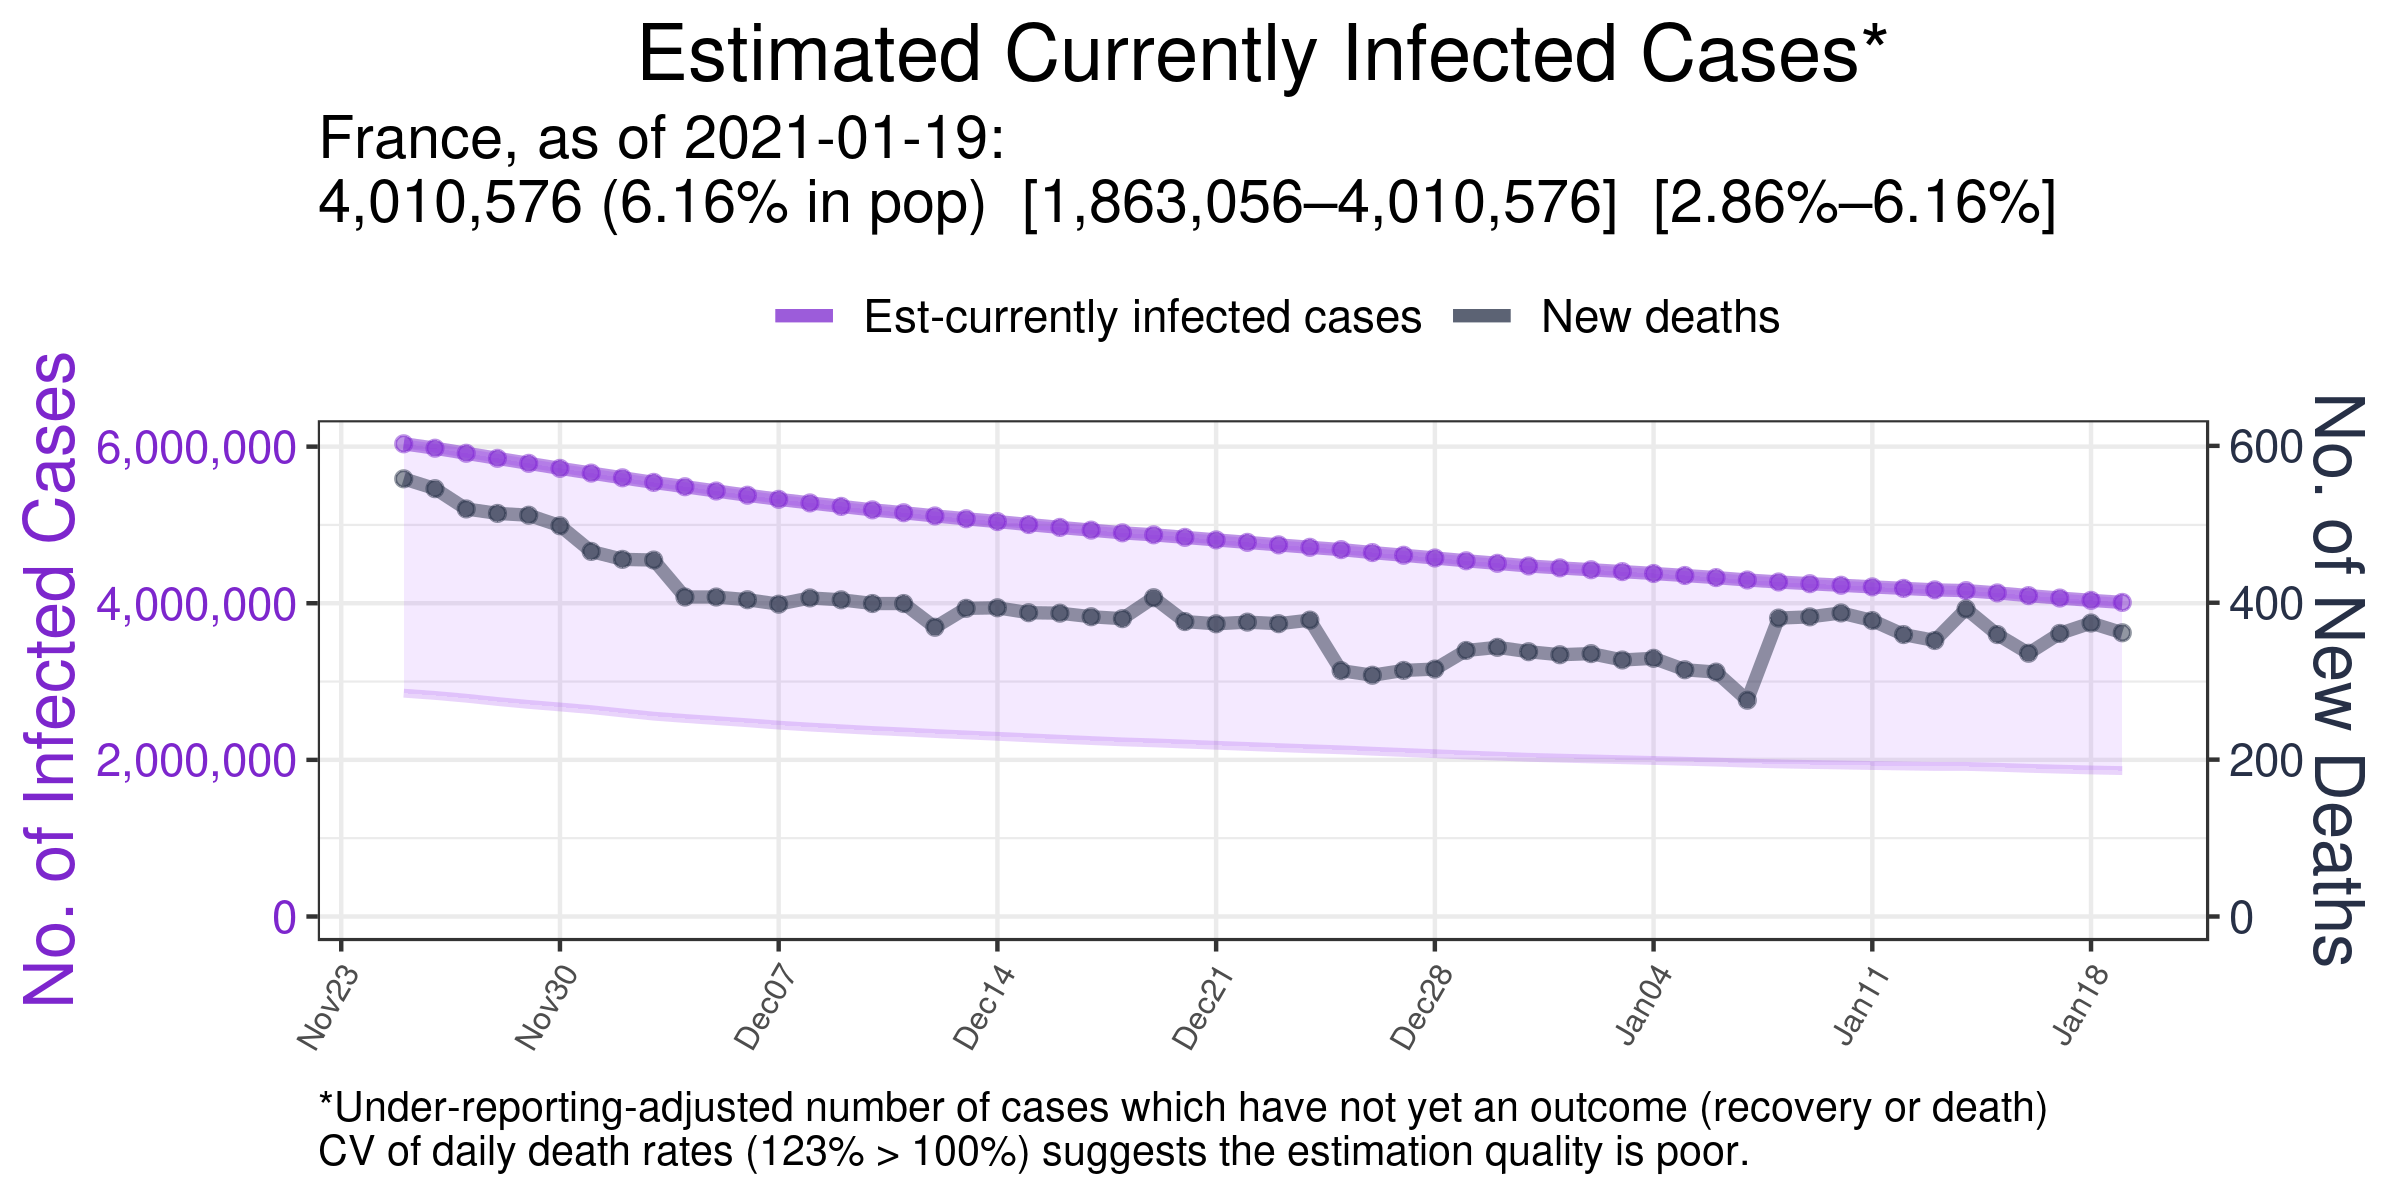 Estimated Currently Infected Cases*
France, as of 2021-01-19:
4,010,576 (6.16% in pop)  [1,863,056–4,010,576]  [2.86%–6.16%]
Est-currently infected cases
New deaths
No. of Infected Cases
6,000,000
4,000,000
2,000,000
0
600
400
200
0
No. of New Deaths
Nov23
Nov30
Dec07
Dec14
Dec21
Dec28
Jan04
Jan11
Jan18
*Under-reporting-adjusted number of cases which have not yet an outcome (recovery or death)
CV of daily death rates (123% > 100%) suggests the estimation quality is poor.